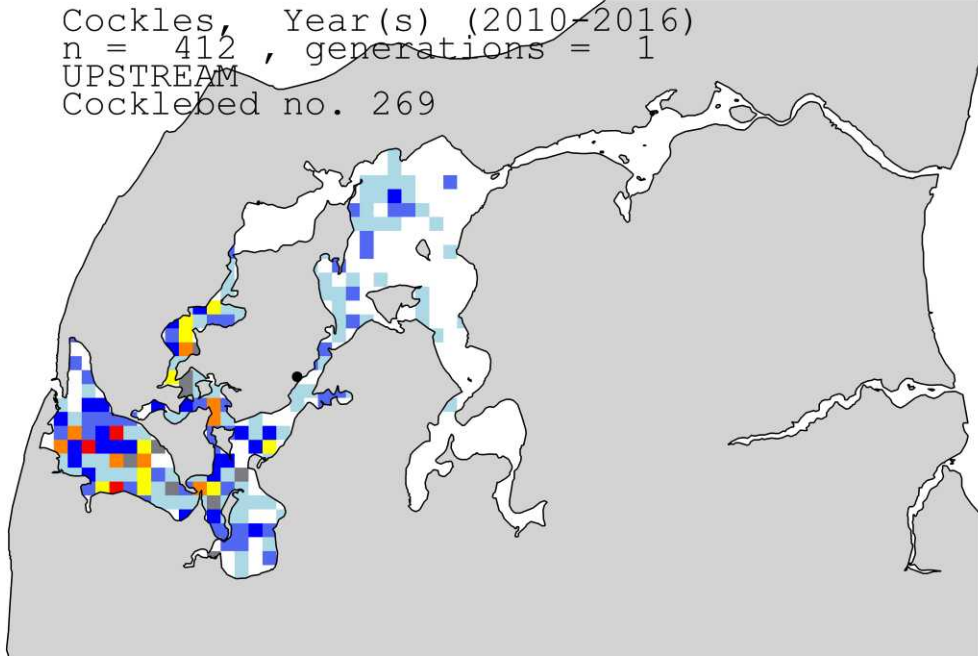 Cockles, Year(s) (2010-2016)
n = 412 , generations = 1
UPSTREAM
Cocklebed no. 269